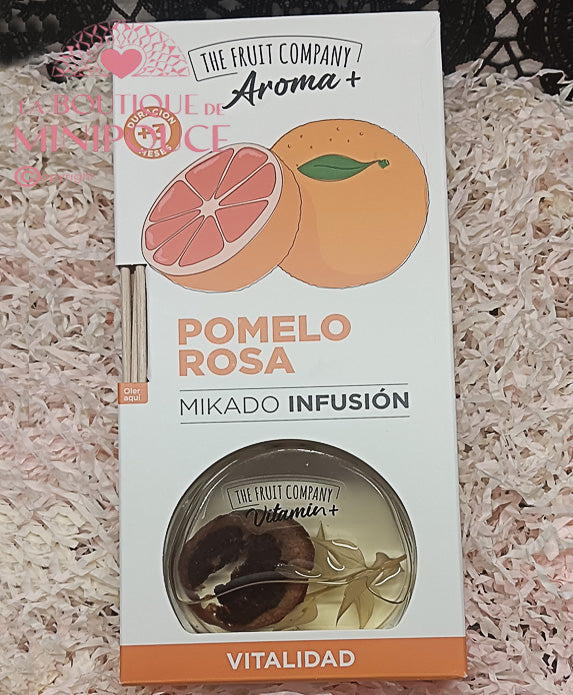 THE FRUIT COMPANY
Aroma +
LA BOUTIQUE DE
MINIPOUCE
DURACIÓN
MESES
POMELO
ROSA
Oler
aquí
MIKADO INFUSIÓN
THE FRUIT COMPANY
Vitamin+
VITALIDAD